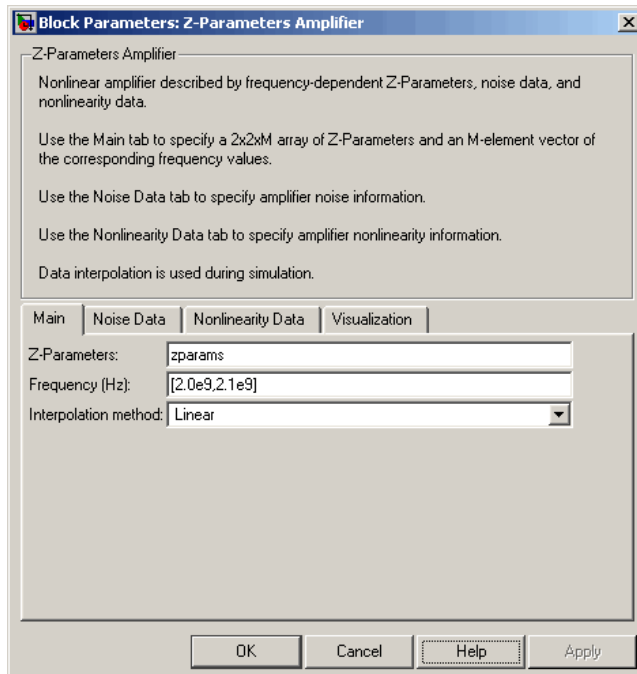 Block Parameters: Z-Parameters Amplifier
Z-Parameters Amplifier
Nonlinear amplifier described by frequency-dependent Z-Parameters, noise data, and
nonlinearity data.
Use the Main tab to specify a 2x2xM array of Z-Parameters and an M-element vector of
the corresponding frequency values.
Use the Noise Data tab to specify amplifier noise information.
Use the Nonlinearity Data tab to specify amplifier nonlinearity information.
Data interpolation is used during simulation.
Main Noise Data Nonlinearity Data Visualization
Z-Parameters: zparams
Frequency (Hz): [2.0e9,2.1e9]
Interpolation method: Linear
OK Cancel Help Apply